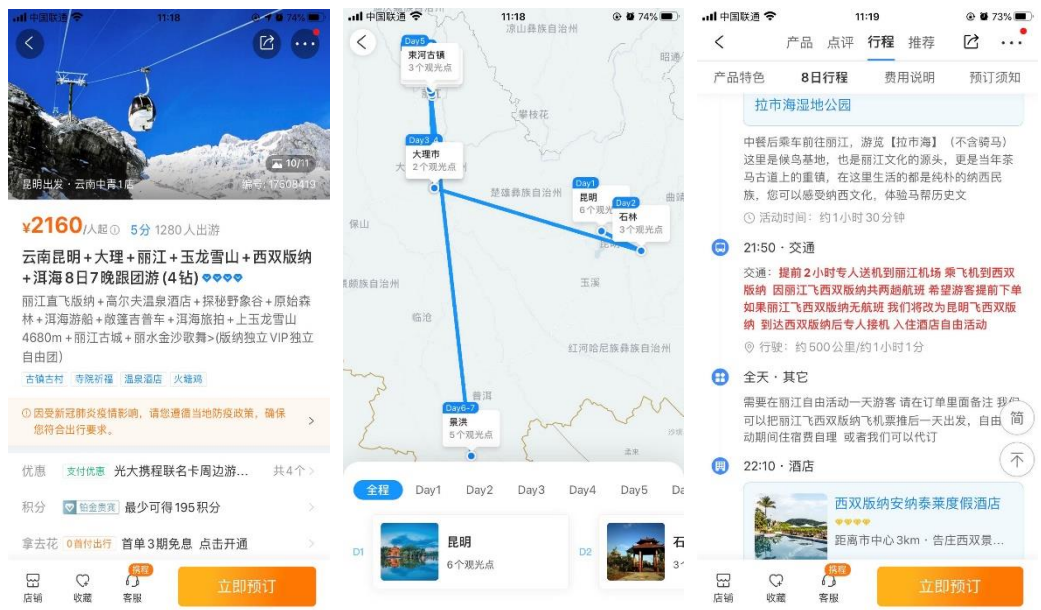 中国联通
11:18
74%
10/11
昆明出发·云南中青1店
编号:17608419
¥2160/人起
5分 1280人出游
云南昆明+大理+丽江+玉龙雪山+西双版纳
+洱海8日7晚跟团游(4钻)
丽江直飞版纳+高尔夫温泉酒店+探秘野象谷+原始森
林+洱海游船+敞篷吉普车+洱海旅拍+上玉龙雪山
4680m+丽江古城+丽水金沙歌舞>(版纳独立VIP独立
自由团)
古镇古村 寺院祈福 温泉酒店 火塘鸡
因受新冠肺炎疫情影响，请您遵循当地防疫政策，确保
您符合出行要求。
优惠 支付优惠 光大携程联名卡周边游... 共4个
积分 铂金贵宾 最少可得195积分
拿去花 0首付出行 首单3期免息 点击开通
店铺
收藏
携程
客服
立即预订
中国联通
11:18
74%
凉山彝族自治州
昭通
Day5
束河古镇
3个观光点
丽江
攀枝花
Day3
大理市
2个观光点
楚雄彝族自治州
Day1
昆明
6个观光
Day2
石林
3个观光点
曲靖
保山
玉溪
临沧
红河哈尼族彝族自治州
普洱
Day6-7
景洪
5个观光点
全程 Day1 Day2 Day3 Day4 Day5
D1
昆明
6个观光点
D2
石
中国联通
11:19
73%
产品 点评 行程 推荐
产品特色 8日行程 费用说明 预订须知
拉市海湿地公园
中餐后乘车前往丽江，游览【拉市海】（不含骑马）
这里是候鸟基地，也是丽江文化的源头，更是当年茶
马古道上的重镇，在这里生活的都是纯朴的纳西民
族，您可以感受纳西文化，体验马帮历史文
活动时间：约1小时30分钟
21:50·交通
交通：提前2小时专人送机到丽江机场 乘飞机到西双
版纳 因丽江飞西双版纳共两趟航班 希望游客提前下单
如果丽江飞西双版纳无航班 我们将改为昆明飞西双版
纳 到达西双版纳后专人接机 入住酒店自由活动
行驶：约500公里/约1小时1分
全天·其它
需要在丽江自由活动一天游客 请在订单里面备注 我们
可以把丽江飞西双版纳飞机票推后一天出发，自由
动期间住宿费自理 或者我们可以代订
简
22:10·酒店
西双版纳安纳泰莱度假酒店
距离市中心3km·告庄西双景...
店铺
收藏
携程
客服
立即预订